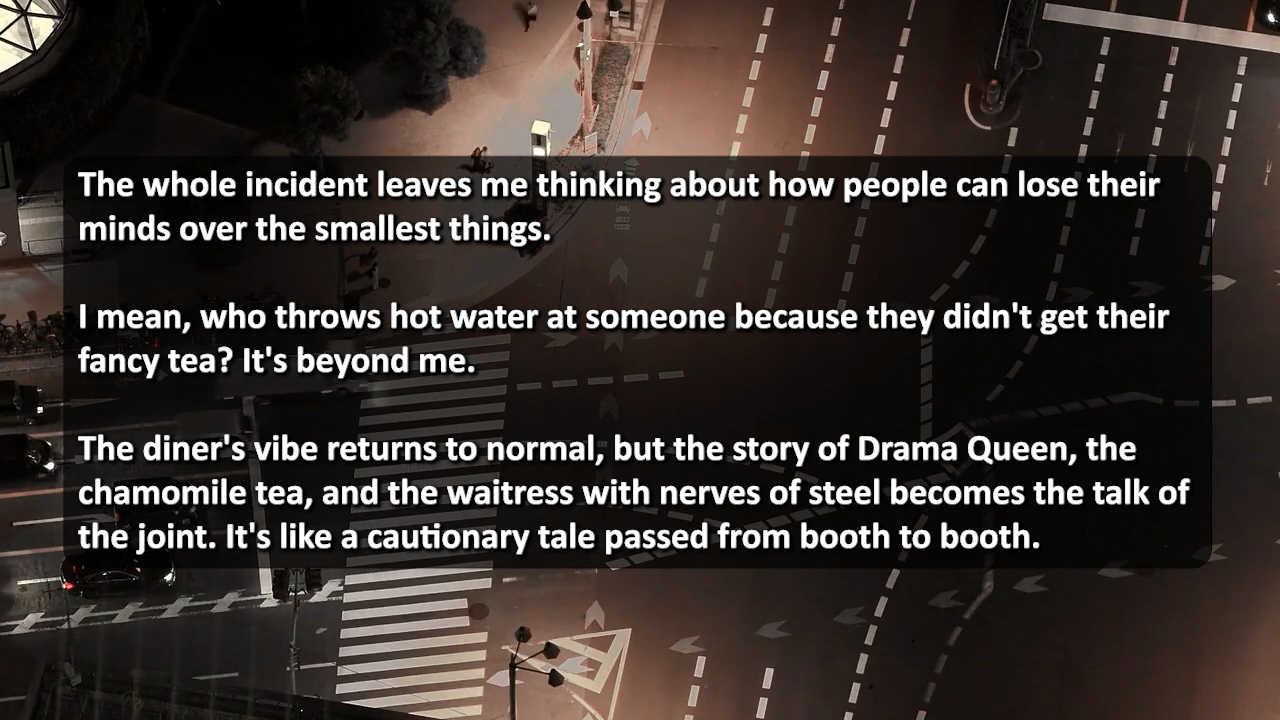 The whole incident leaves me thinking about how people can lose their
minds over the smallest things.
I mean, who throws hot water at someone because they didn't get their
fancy tea? It's beyond me.
The diner's vibe returns to normal, but the story of Drama Queen, the
chamomile tea, and the waitress with nerves of steel becomes the talk of
the joint. It's like a cautionary tale passed from booth to booth.